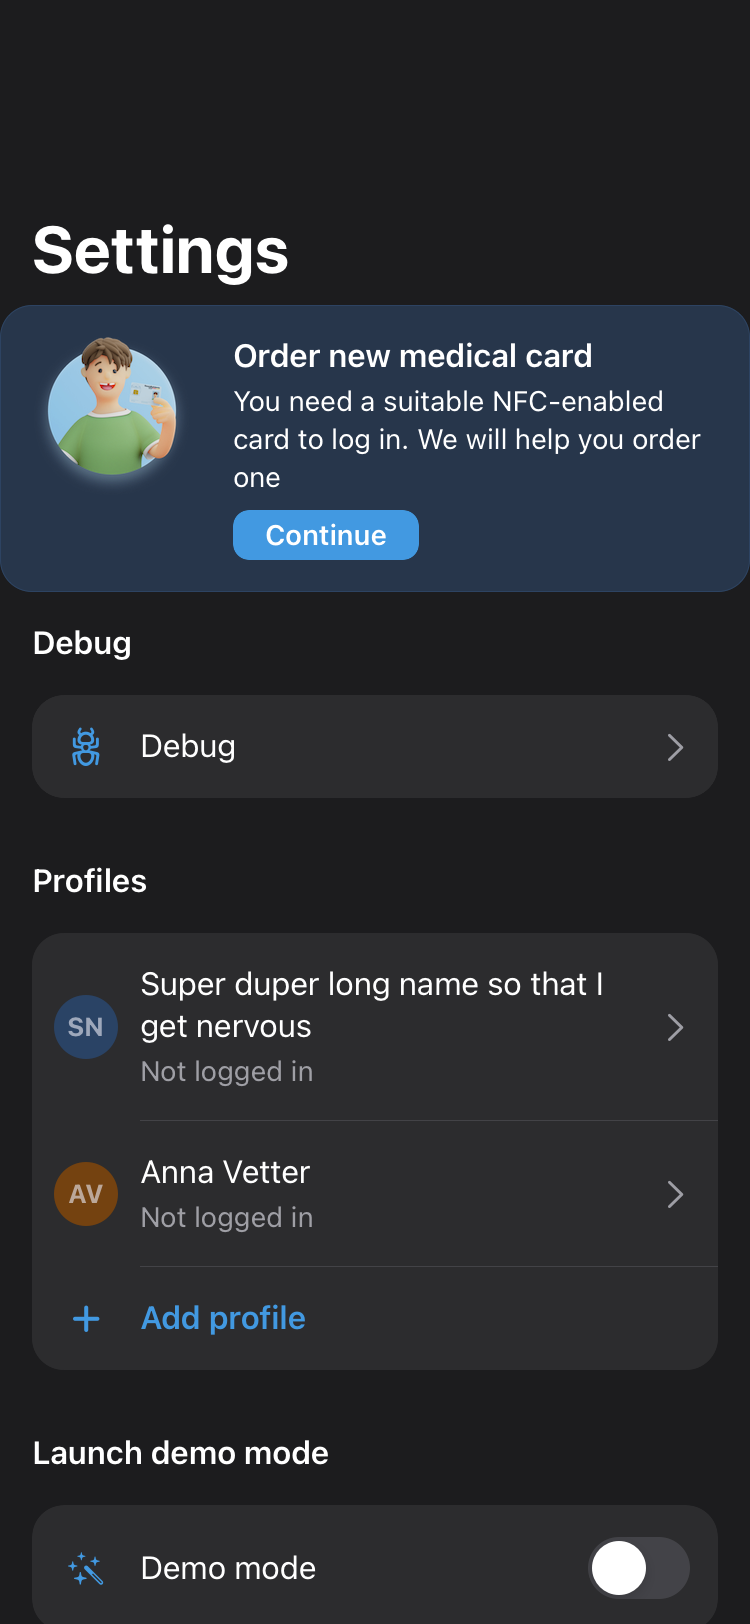 Settings
Order new medical card
You need a suitable NFC-enabled
card to log in. We will help you order
one
Continue
Debug
Debug
Profiles
SN
Super duper long name so that I
get nervous
Not logged in
AV
Anna Vetter
Not logged in
Add profile
Launch demo mode
Demo mode